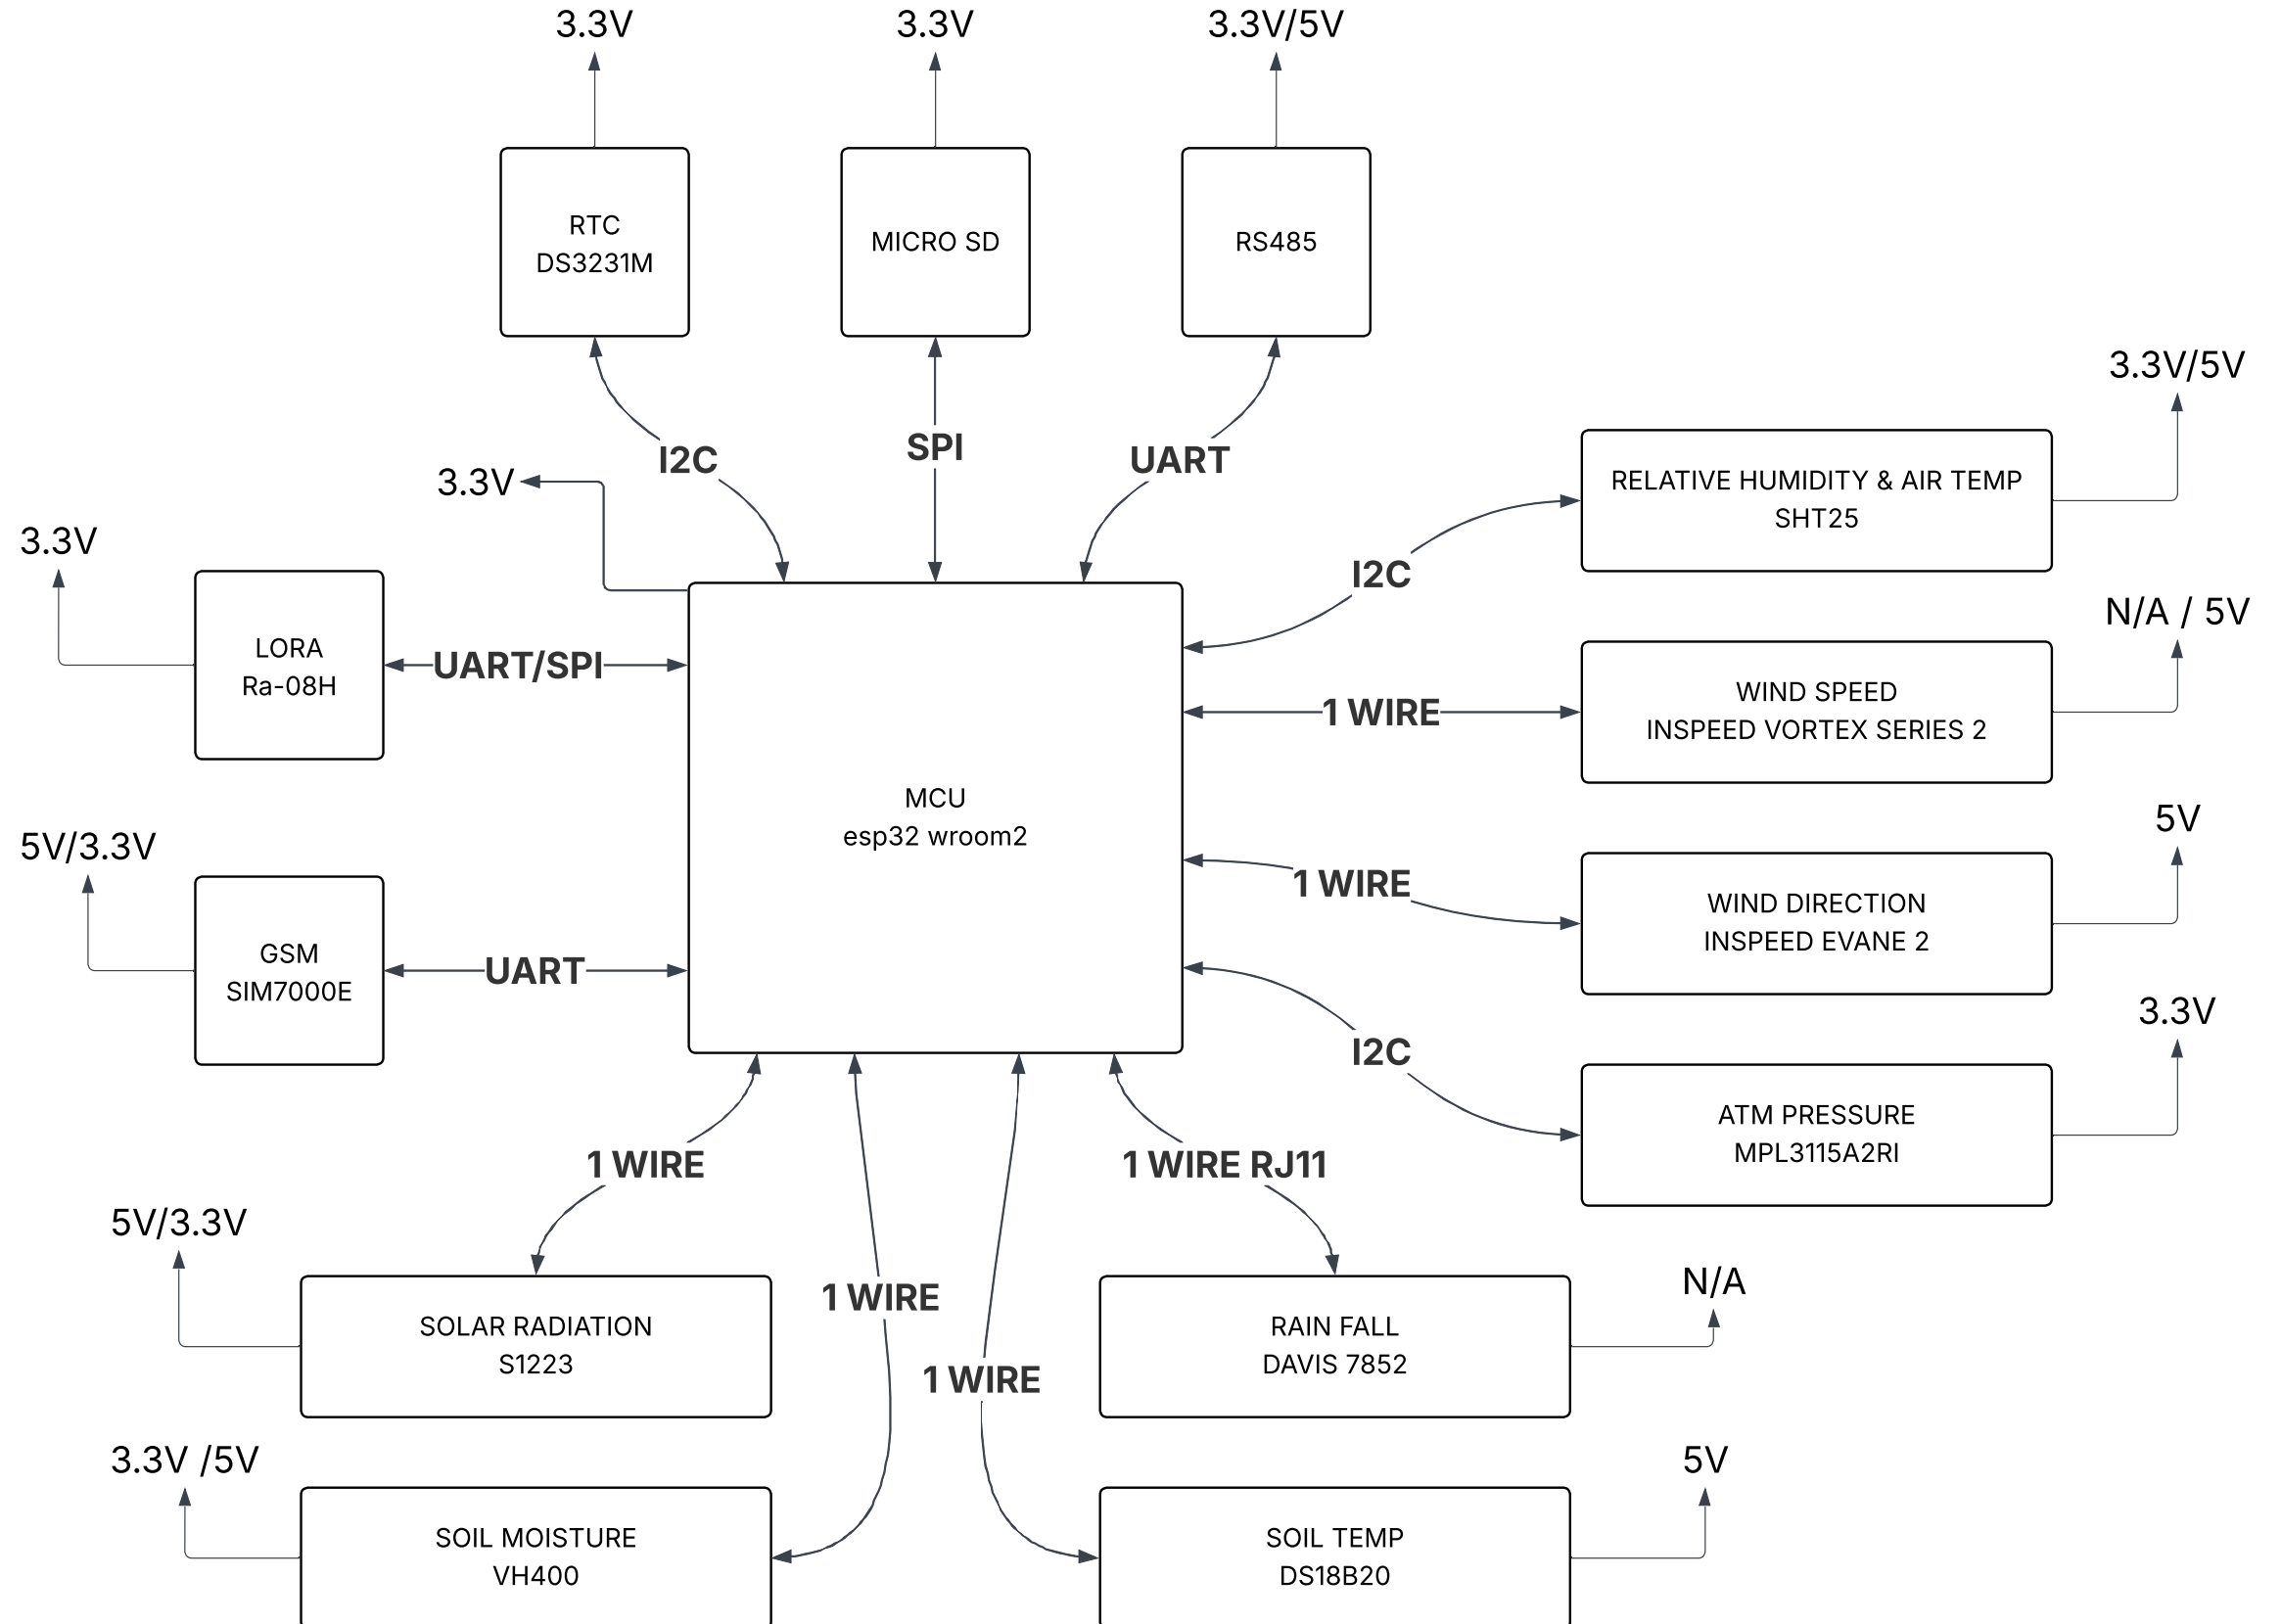 3.3V
3.3V
3.3V/5V
RTC
DS3231M
MICRO SD
RS485
I2C
SPI
UART
3.3V
3.3V/5V
RELATIVE HUMIDITY & AIR TEMP
SHT25
3.3V
LORA
Ra-08H
UART/SPI
I2C
N/A / 5V
WIND SPEED
INSPEED VORTEX SERIES 2
1 WIRE
MCU
esp32 wroom2
5V/3.3V
GSM
SIM7000E
UART
1 WIRE
5V
WIND DIRECTION
INSPEED EVANE 2
I2C
3.3V
ATM PRESSURE
MPL3115A2RI
1 WIRE
1 WIRE RJ11
5V/3.3V
SOLAR RADIATION
S1223
1 WIRE
1 WIRE
RAIN FALL
DAVIS 7852
N/A
3.3V /5V
SOIL MOISTURE
VH400
SOIL TEMP
DS18B20
5V